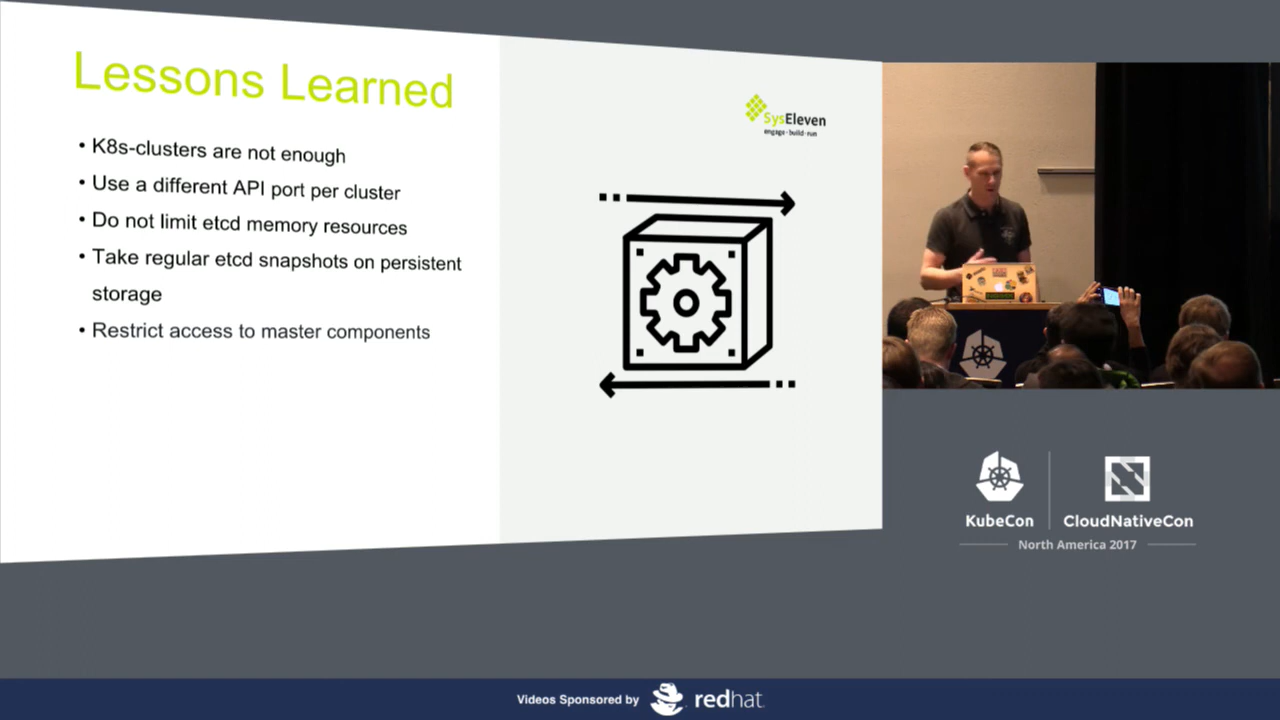 Lessons Learned
• K8s-clusters are not enough
• Use a different API port per cluster
• Do not limit etcd memory resources
• Take regular etcd snapshots on persistent
storage
• Restrict access to master components
SysEleven
engage·build·run
KubeCon
CloudNativeCon
North America 2017
Videos Sponsored by
redhat.